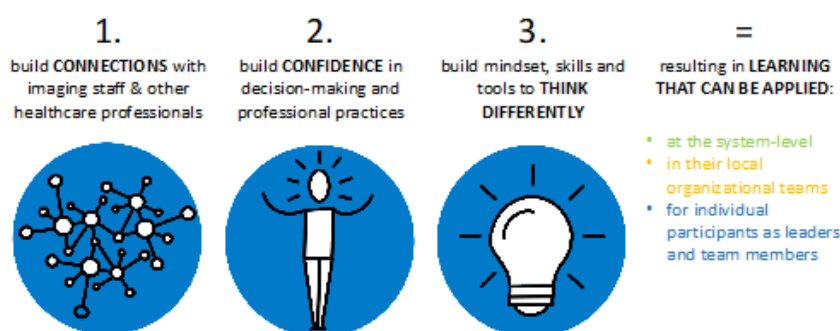 1.
build CONNECTIONS with
imaging staff & other
healthcare professionals
2.
build CONFIDENCE in
decision-making and
professional practices
3.
build mindset, skills and
tools to THINK
DIFFERENTLY
=
resulting in LEARNING
THAT CAN BE APPLIED:
• at the system-level
• in their local
organizational teams
• for individual
participants as leaders
and team members